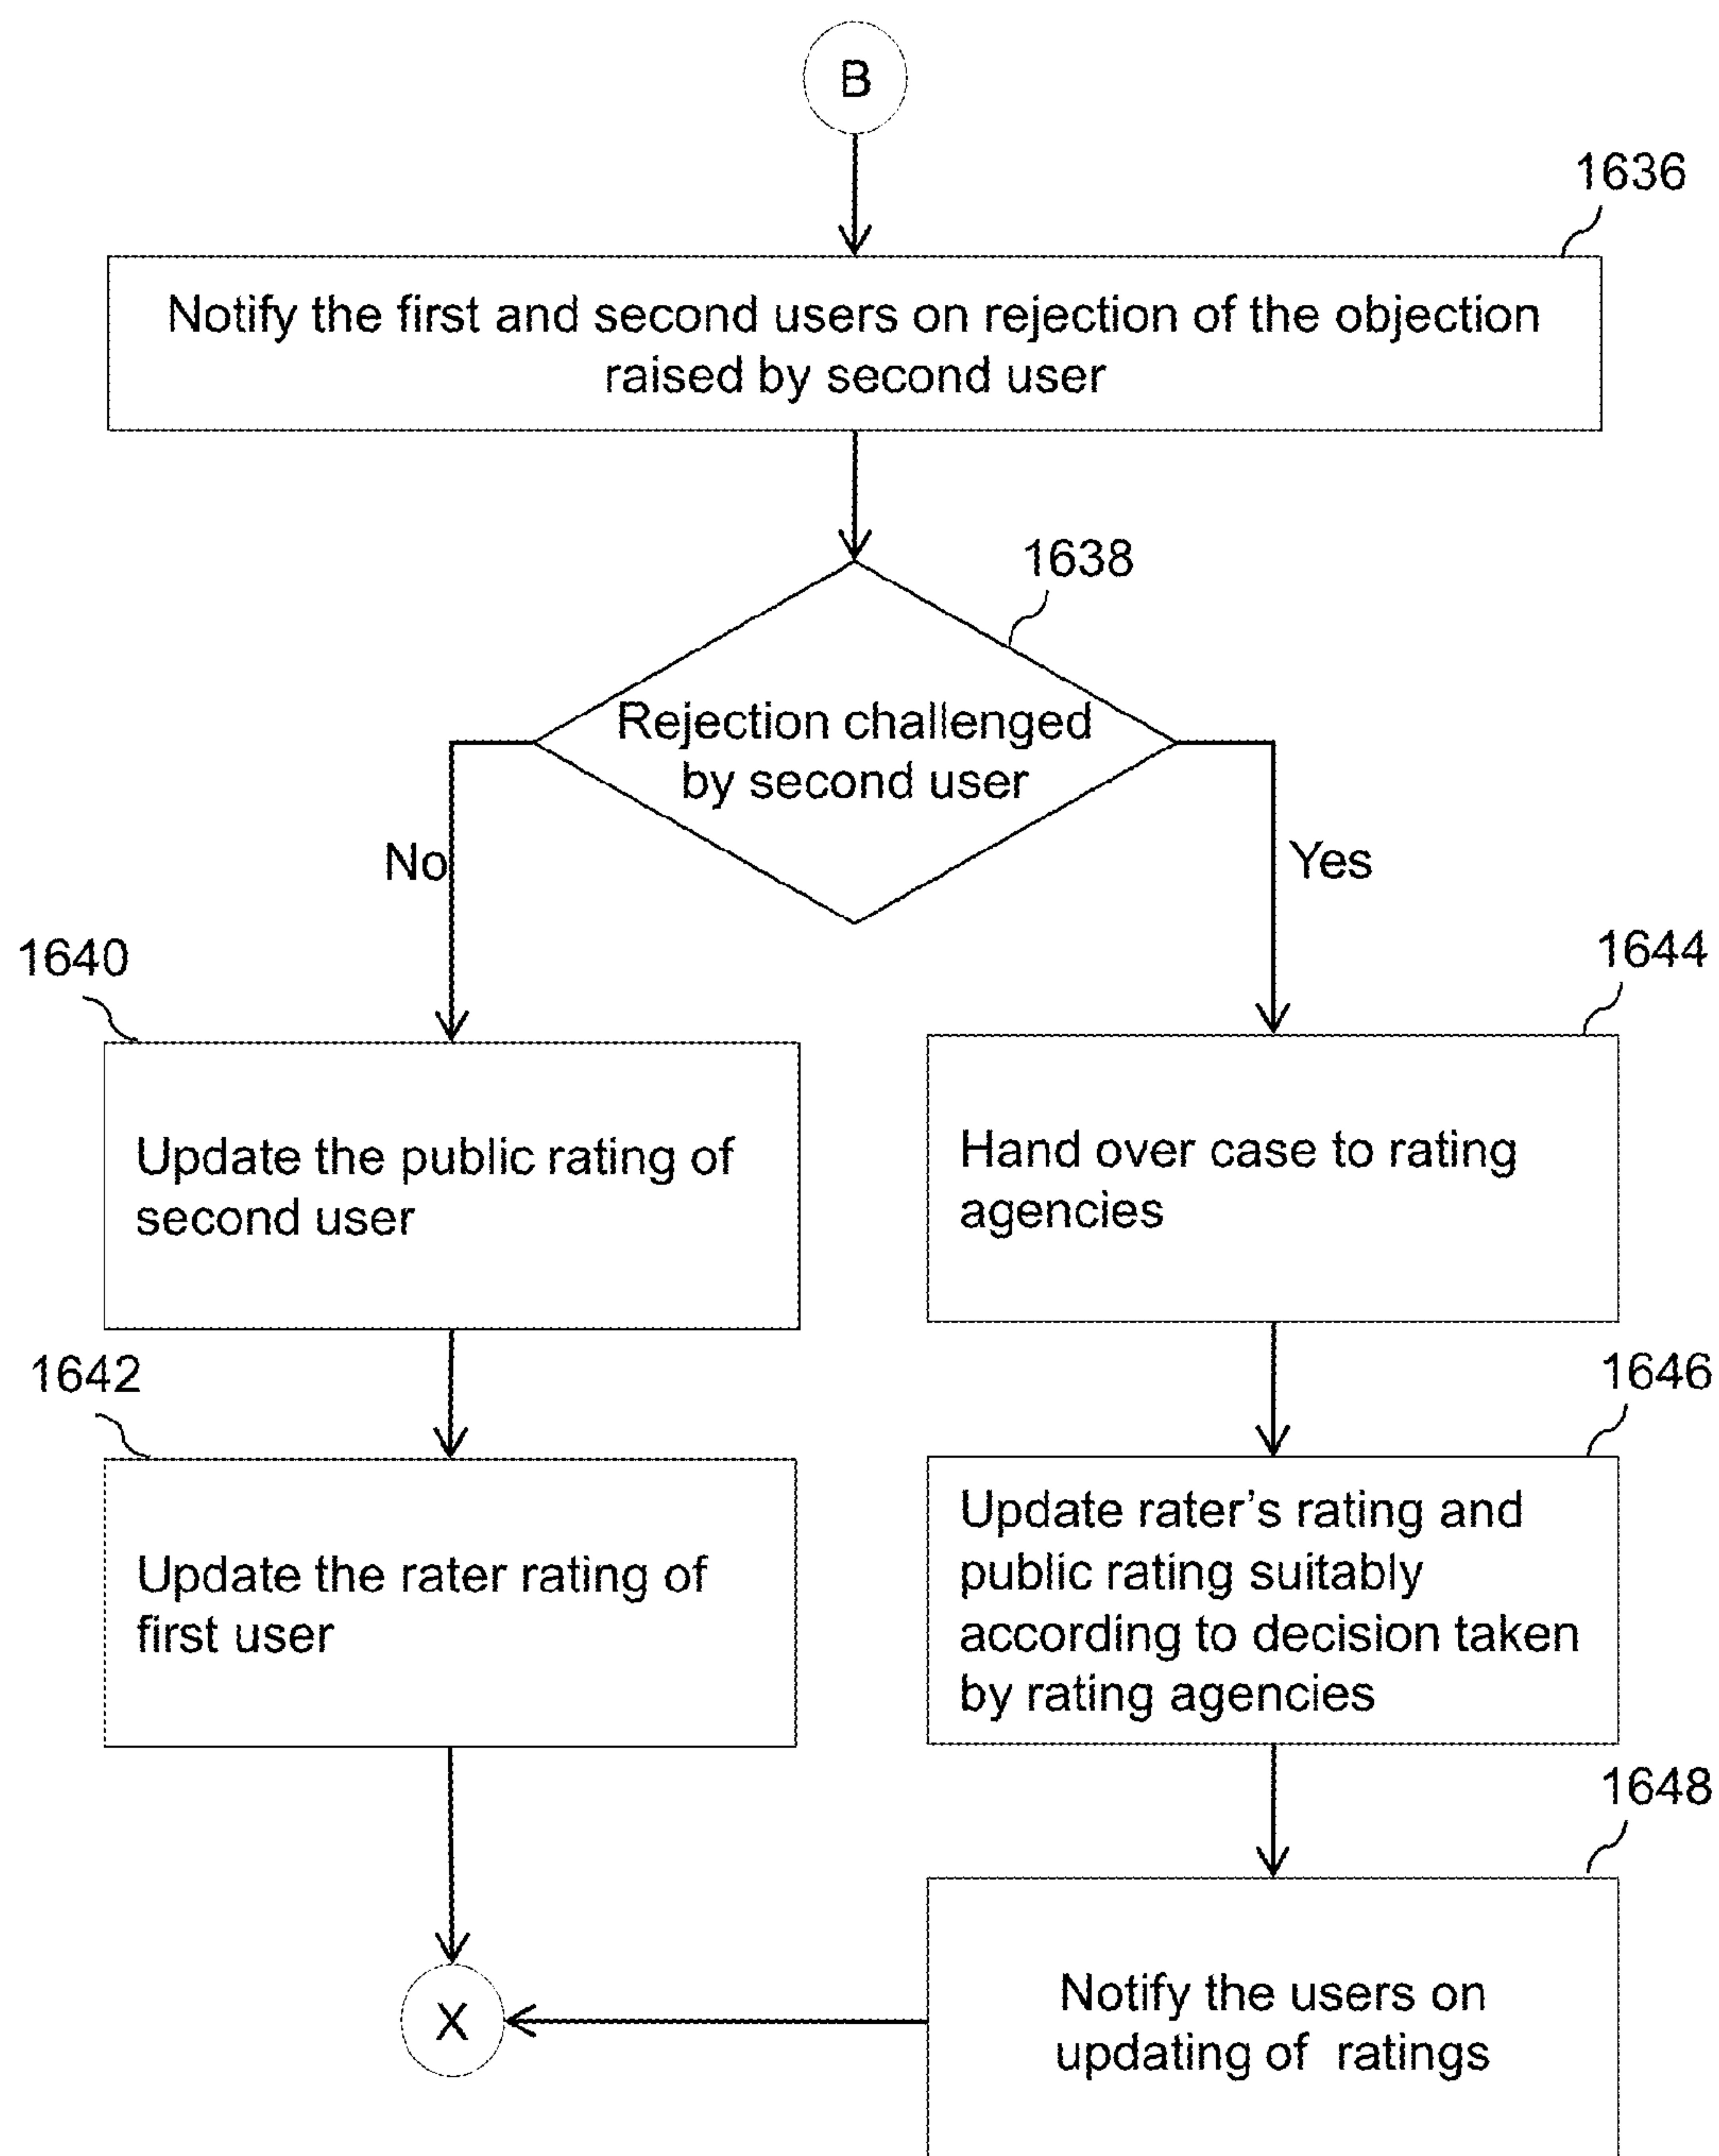 B
1636
Notify the first and second users on rejection of the objection
raised by second user
1638
Rejection challenged
by second user
No
Yes
1640
1644
Update the public rating of
second user
Hand over case to rating
agencies
1642
1646
Update the rater rating of
first user
Update rater's rating and
public rating suitably
according to decision taken
by rating agencies
1648
X
Notify the users on
updating of ratings